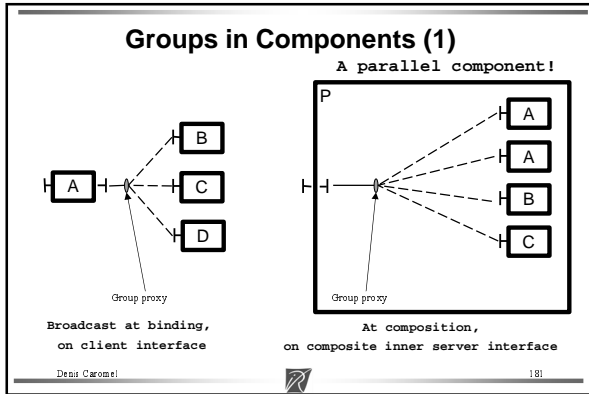 Groups in Components (1)
A parallel component!
A
B
C
D
Group proxy
Broadcast at binding,
on client interface
P
A
A
B
C
Group proxy
At composition,
on composite inner server interface
Denis Caromel
181